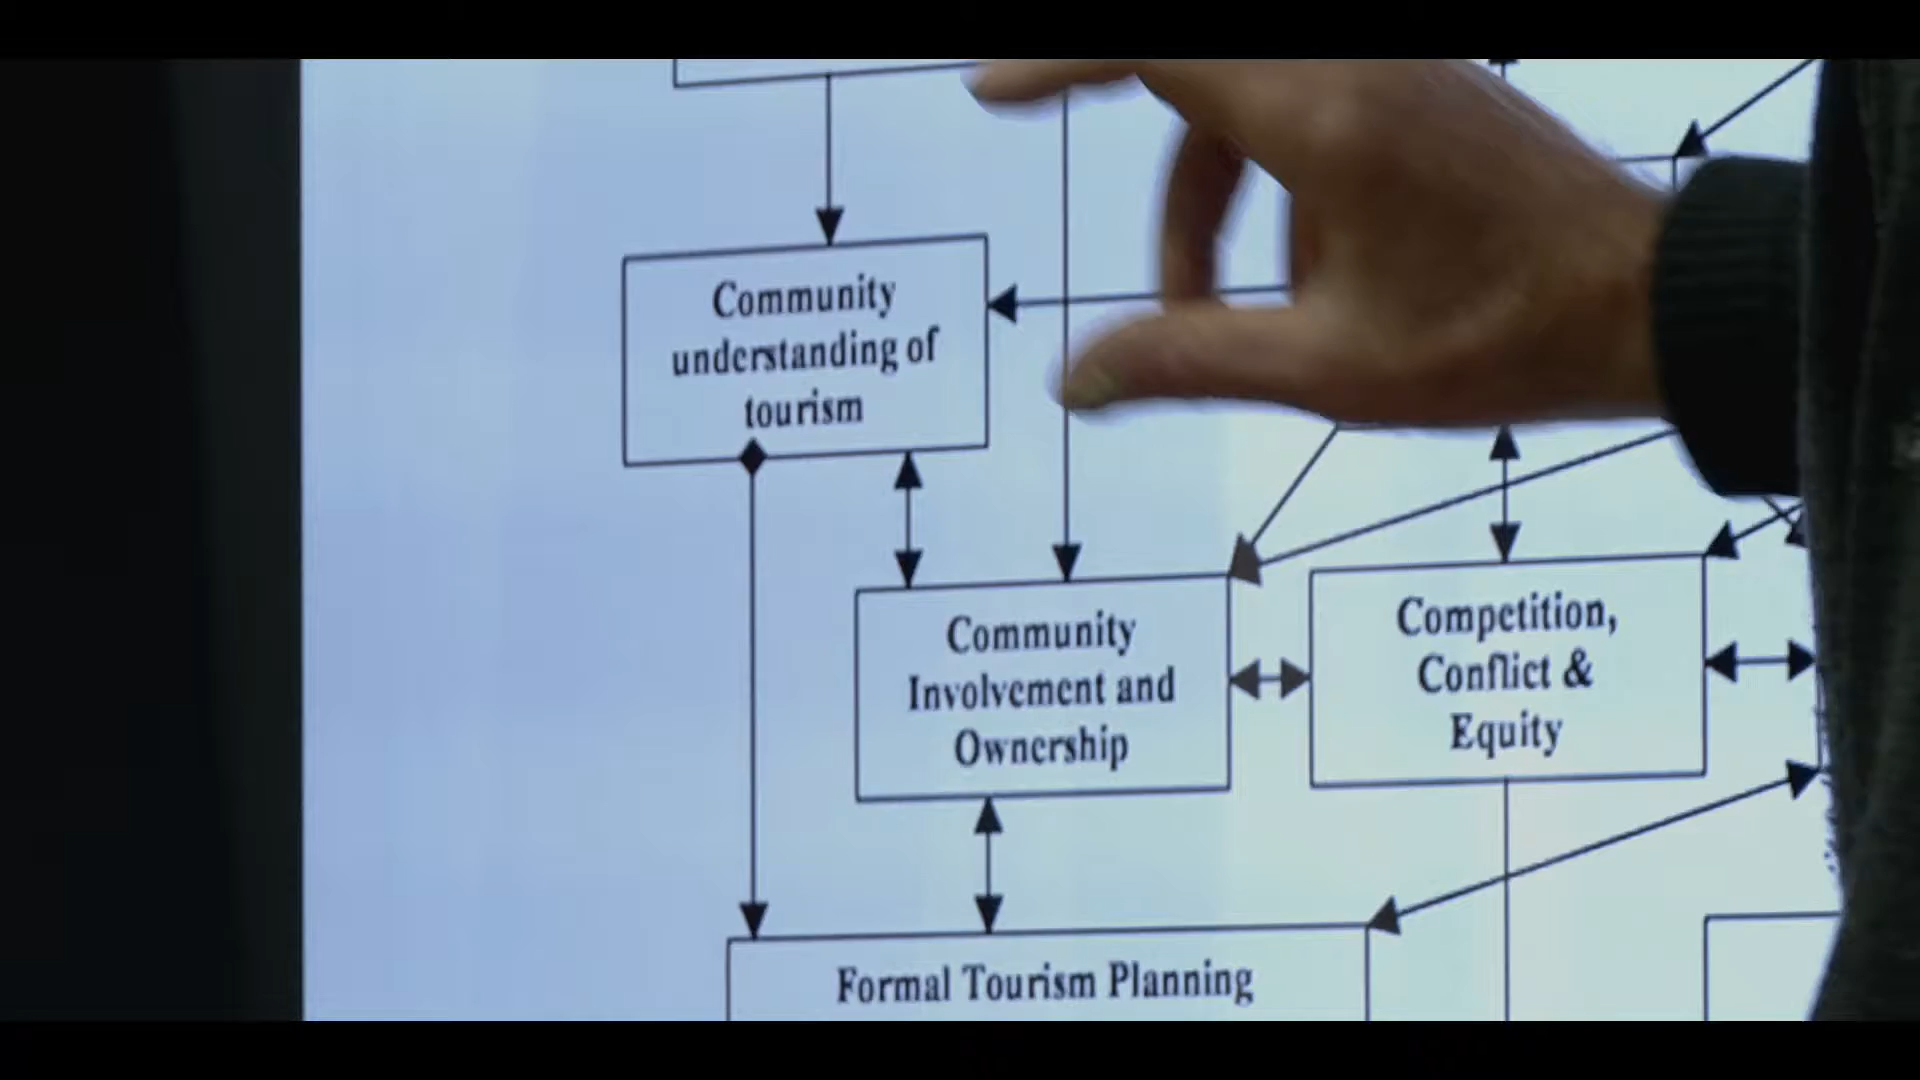 Community
understanding of
tourism
Community
Involvement and
Ownership
Competition,
Conflict &
Equity
Formal Tourism Planning